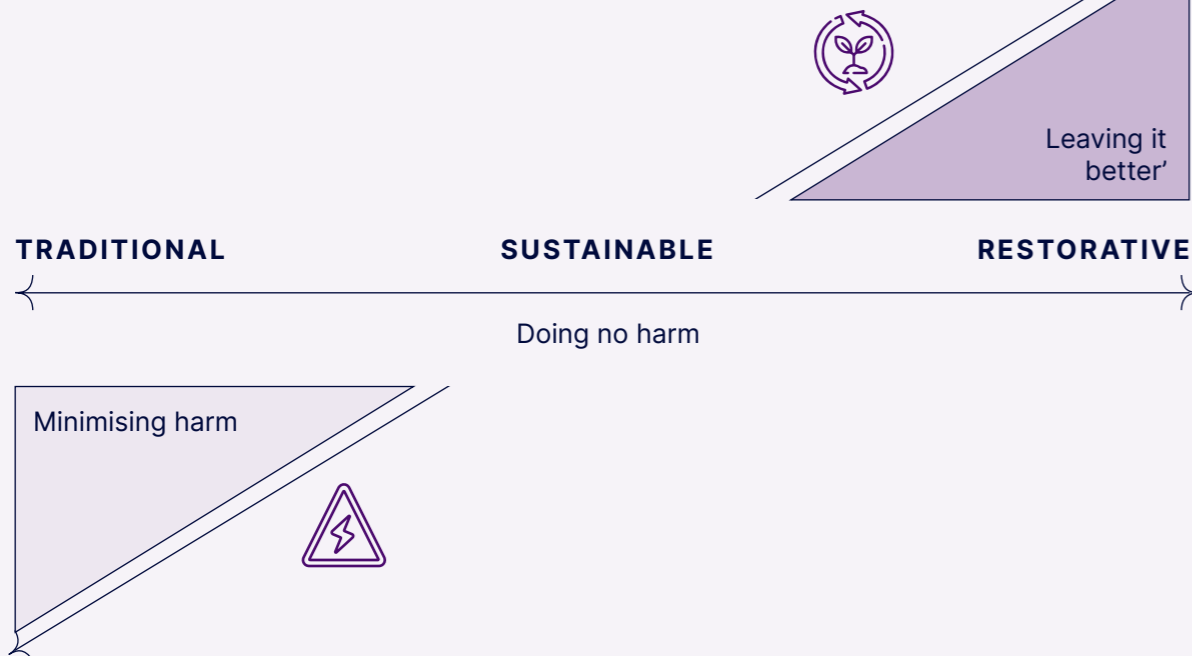 Leaving it
better’
TRADITIONAL
SUSTAINABLE
RESTORATIVE
Doing no harm
Minimising harm